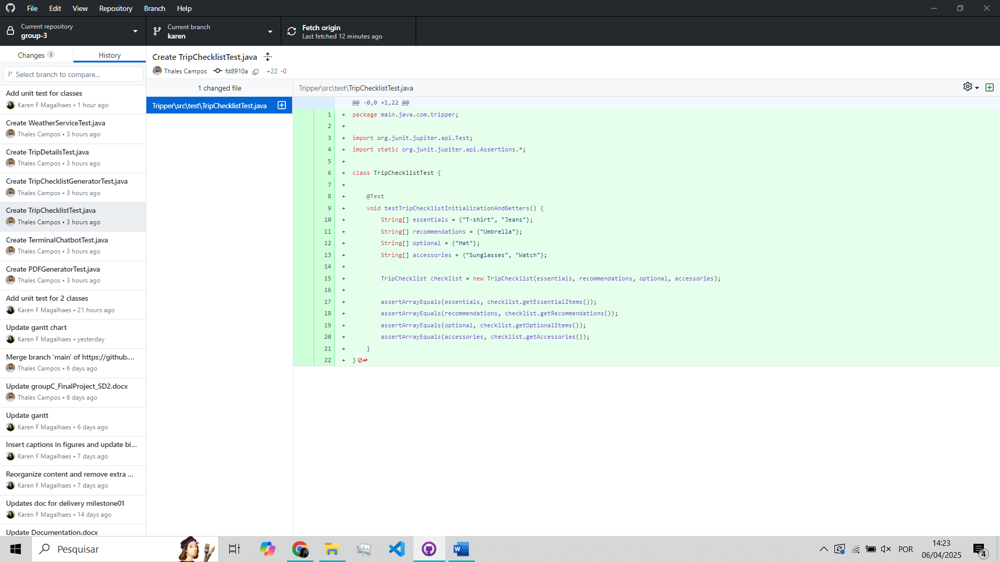 File Edit View Repository Branch Help
Current repository
group-3
Current branch
karen
Fetch origin
Last fetched 12 minutes ago
Changes 1
History
Select branch to compare...
Add unit test for classes
Karen F Magalhaes • 1 hour ago
Create WeatherServiceTest.java
Thales Campos • 3 hours ago
Create TripDetailsTest.java
Thales Campos • 3 hours ago
Create TripChecklistGeneratorTest.java
Thales Campos • 3 hours ago
Create TripChecklistTest.java
Thales Campos • 3 hours ago
Create TerminalChatbotTest.java
Thales Campos • 3 hours ago
Create PDFGeneratorTest.java
Thales Campos • 3 hours ago
Add unit test for 2 classes
Karen F Magalhaes • 21 hours ago
Update gantt chart
Karen F Magalhaes • yesterday
Merge branch 'main' of https://github....
Thales Campos • 6 days ago
Update groupC_FinalProject_SD2.docx
Thales Campos • 6 days ago
Update gantt
Karen F Magalhaes • 6 days ago
Insert captions in figures and update bi...
Karen F Magalhaes • 7 days ago
Reorganize content and remove extra ...
Karen F Magalhaes • 7 days ago
Updates doc for delivery milestone01
Karen F Magalhaes • 14 days ago
Update Documentation.docx
Create TripChecklistTest.java
Thales Campos fd8910a +22 -0
1 changed file
Tripper\src\test\TripChecklistTest.java
Tripper\src\test\TripChecklistTest.java
@@ -0,0 +1,22 @@
1 + package main.java.com.tripper;
2 +
3 + import org.junit.jupiter.api.Test;
4 + import static org.junit.jupiter.api.Assertions.*;
5 +
6 + class TripChecklistTest {
7 +
8 + @Test
9 + void testTripChecklistInitializationAndGetters() {
10 + String[] essentials = {"T-shirt", "Jeans"};
11 + String[] recommendations = {"Umbrella"};
12 + String[] optional = {"Hat"};
13 + String[] accessories = {"Sunglasses", "Watch"};
14 +
15 + TripChecklist checklist = new TripChecklist(essentials, recommendations, optional, accessories);
16 +
17 + assertArrayEquals(essentials, checklist.getEssentialItems());
18 + assertArrayEquals(recommendations, checklist.getRecommendations());
19 + assertArrayEquals(optional, checklist.getOptionalItems());
20 + assertArrayEquals(accessories, checklist.getAccessories());
21 + }
22 + }
Pesquisar
POR
14:23
06/04/2025
4